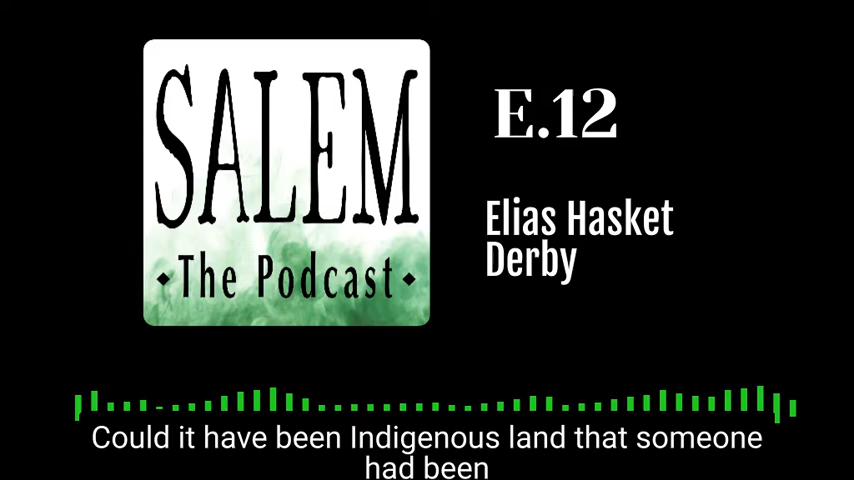 SALEM
•The Podcast•
E.12
Elias Hasket
Derby
Could it have been Indigenous land that someone
had been